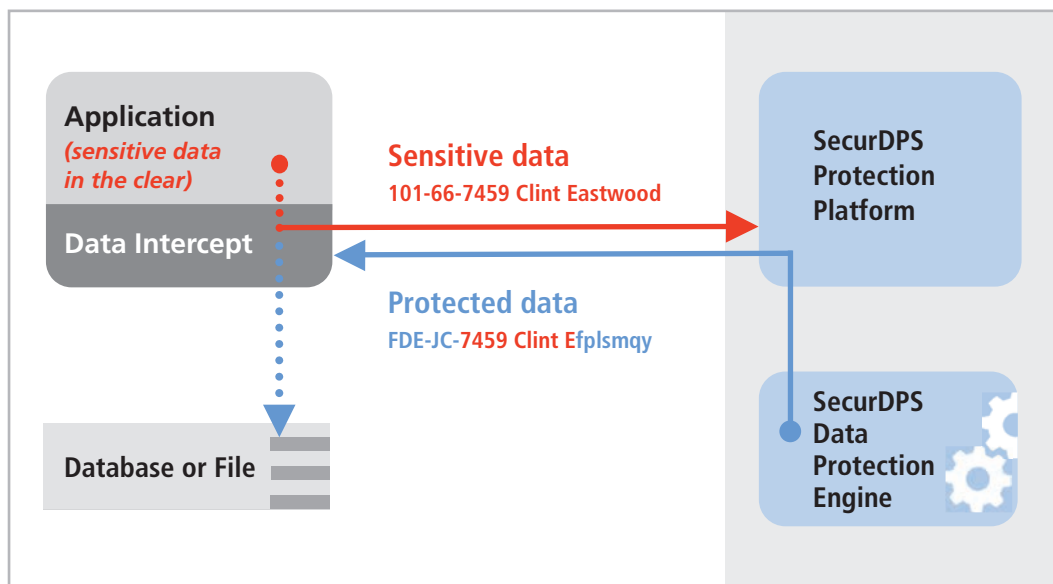 Application
(sensitive data
in the clear)
Data Intercept
Database or File
Sensitive data
101-66-7459 Clint Eastwood
Protected data
FDE-JC-7459 Clint Efplsmqy
SecurDPS
Protection
Platform
SecurDPS
Data
Protection
Engine